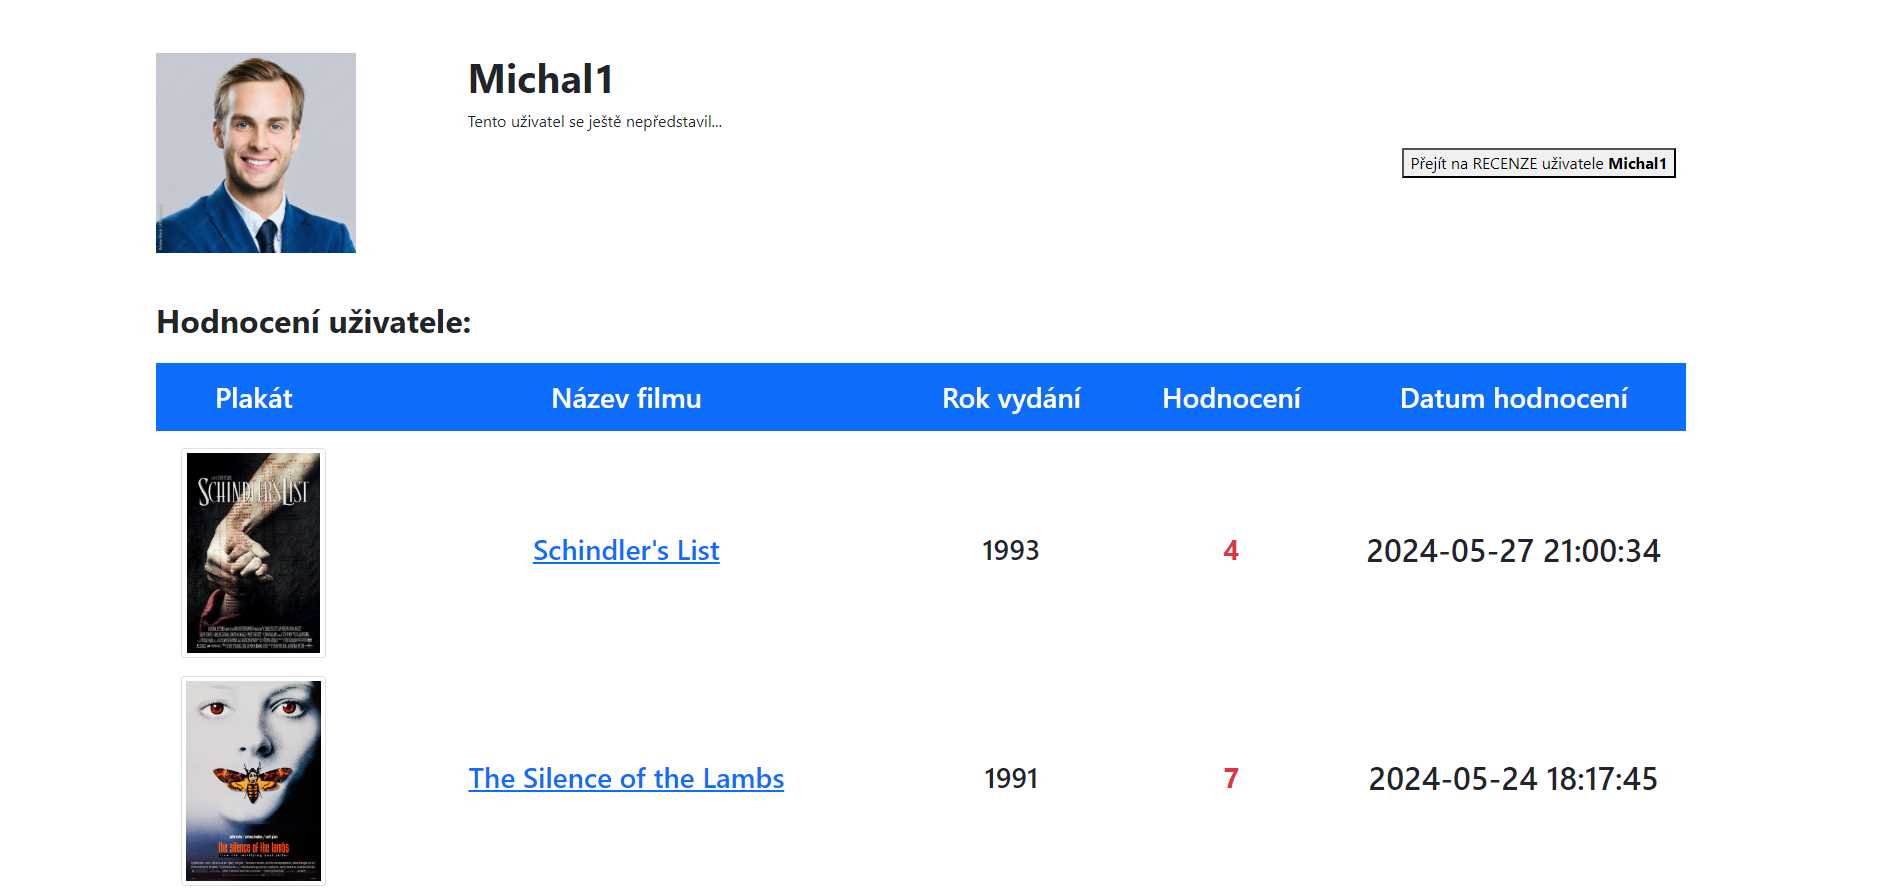 Michal1
Tento uživatel se ještě nepředstavil...
Přejít na RECENZE uživatele Michal1
Hodnocení uživatele:
Plakát Název filmu Rok vydání Hodnocení Datum hodnocení
SCHINDLER'S LIST
Schindler's List 1993 4 2024-05-27 21:00:34
The Silence of the Lambs 1991 7 2024-05-24 18:17:45
the silence of the lambs